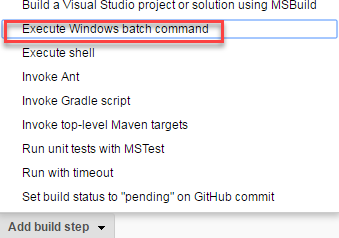 Build a Visual Studio project or solution using MSBuild
Execute Windows batch command
Execute shell
Invoke Ant
Invoke Gradle script
Invoke top-level Maven targets
Run unit tests with MSTest
Run with timeout
Set build status to "pending" on GitHub commit
Add build step